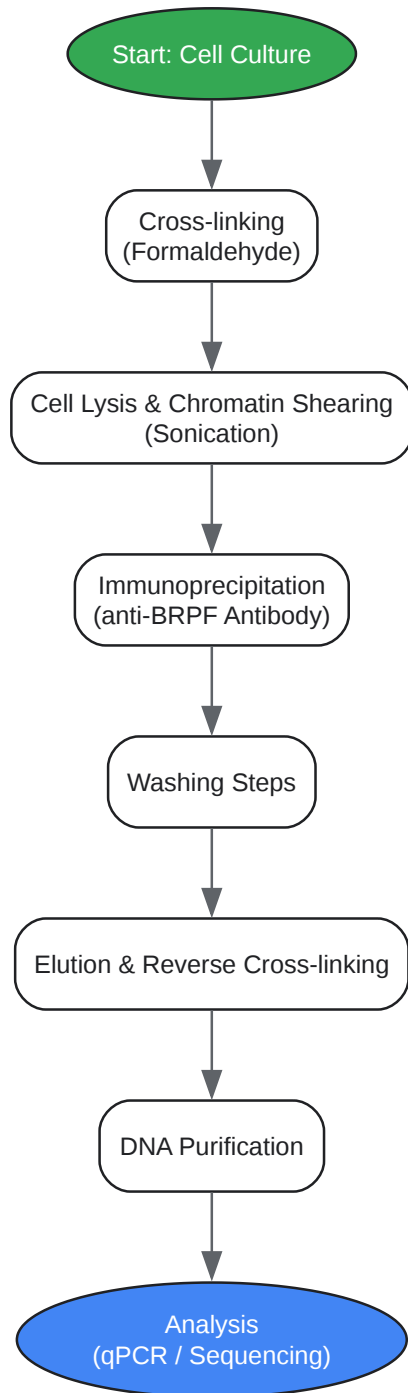 Start: Cell Culture
Cross-linking
(Formaldehyde)
Cell Lysis & Chromatin Shearing
(Sonication)
Immunoprecipitation
(anti-BRPF Antibody)
Washing Steps
Elution & Reverse Cross-linking
DNA Purification
Analysis
(qPCR / Sequencing)